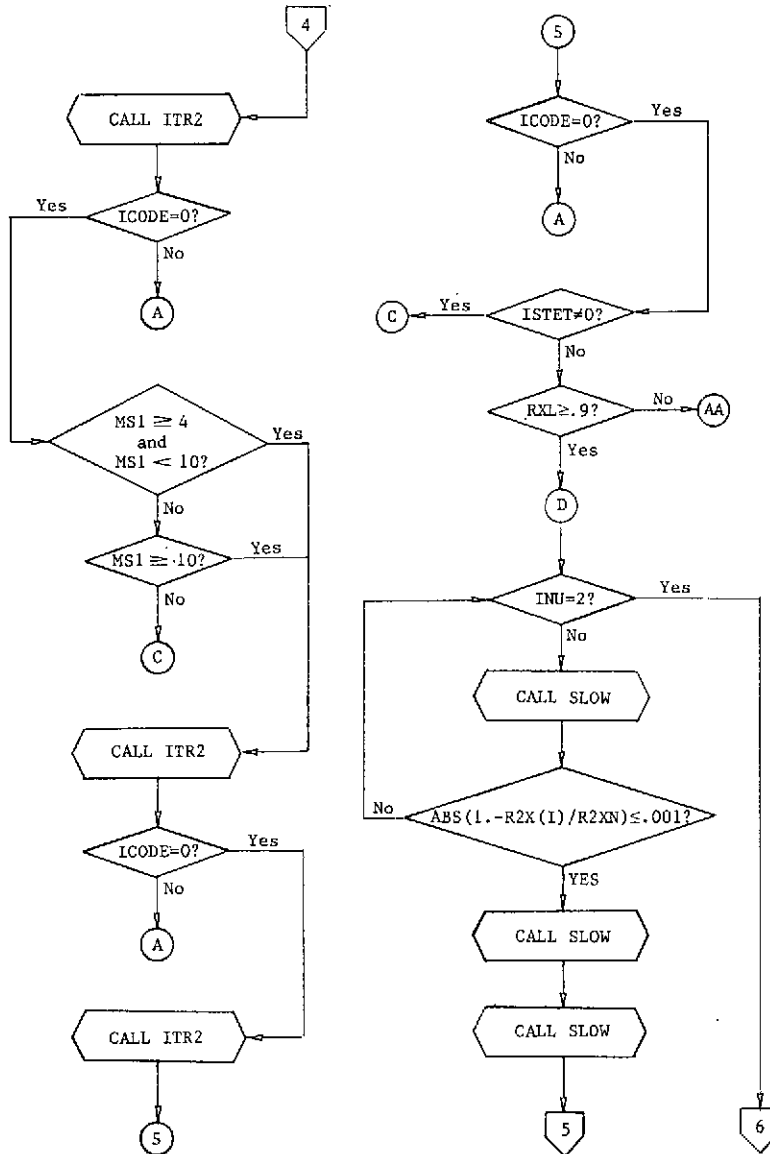 4
CALL ITR2
Yes
ICODE=0?
No
A
MS1 ≥ 4
and
MS1 < 10?
Yes
No
MS1 ≥ 10?
Yes
No
C
CALL ITR2
ICODE=0?
Yes
No
A
CALL ITR2
5
5
ICODE=0?
Yes
No
A
C
Yes
ISTET≠0?
No
RXL≥.9?
No
AA
Yes
D
INU=2?
Yes
No
CALL SLOW
No
ABS(1.-R2X(I)/R2XN)≤.001?
YES
CALL SLOW
CALL SLOW
5
6